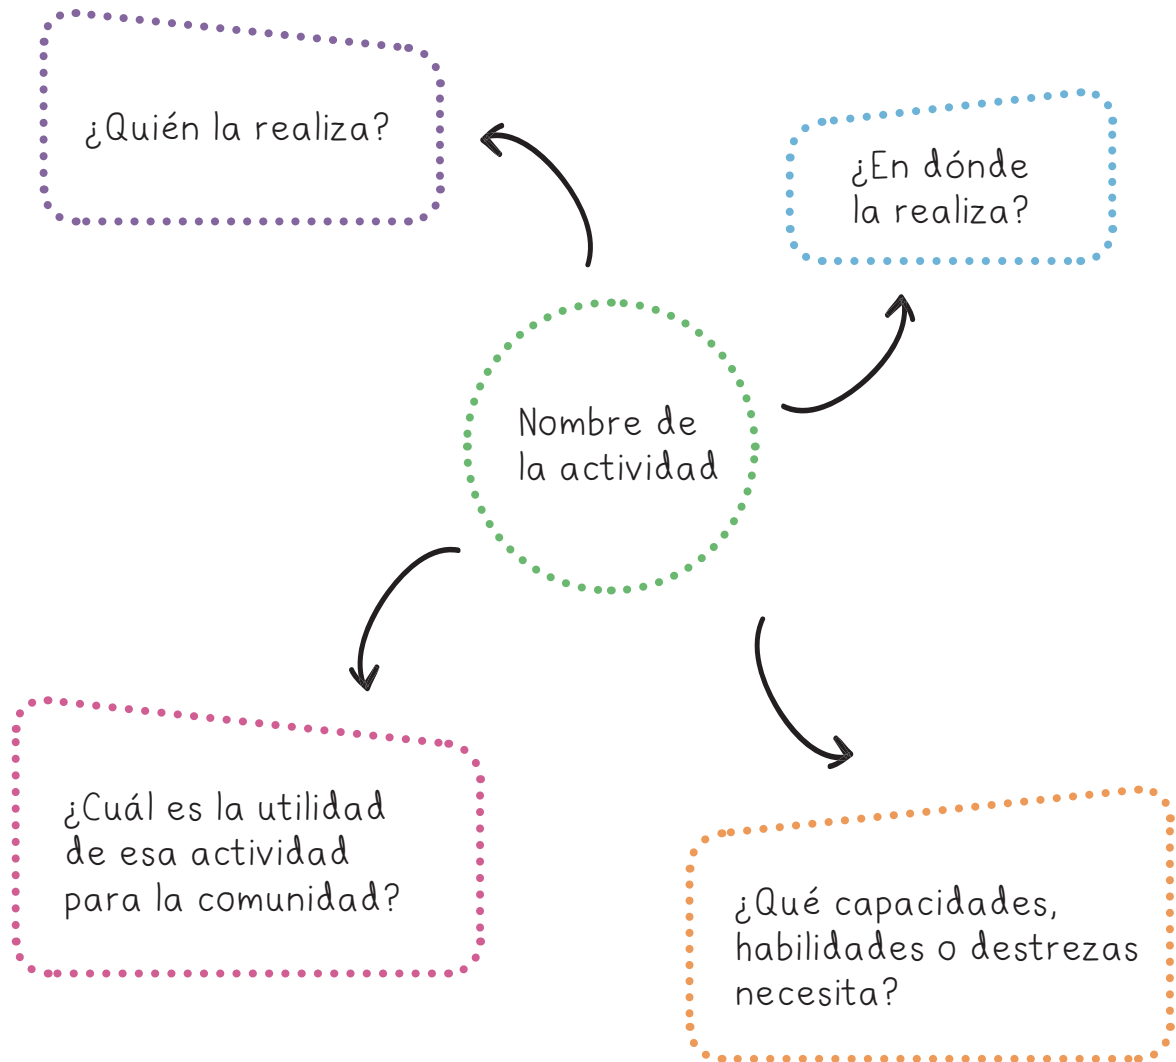 ¿Quién la realiza?
¿En dónde
la realiza?
Nombre de
la actividad
¿Cuál es la utilidad
de esa actividad
para la comunidad?
¿Qué capacidades,
habilidades o destrezas
necesita?